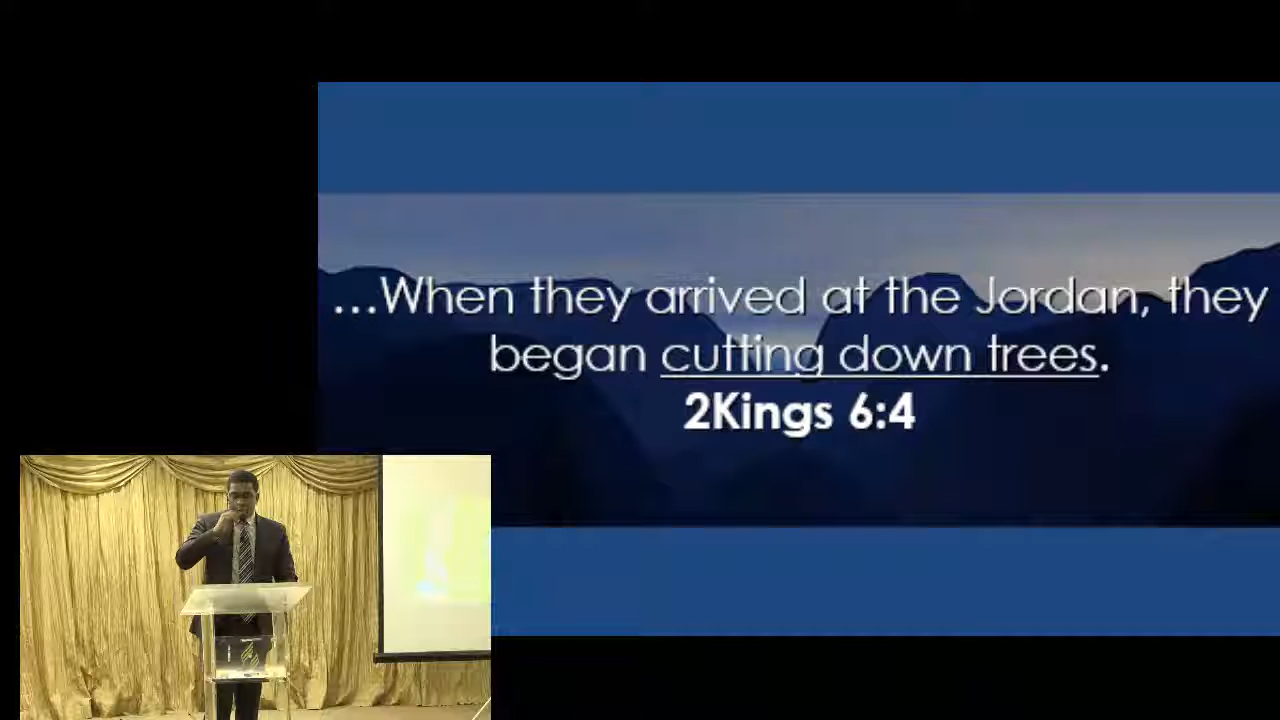 ...When they arrived at the Jordan, they
began cutting down trees.
2Kings 6:4